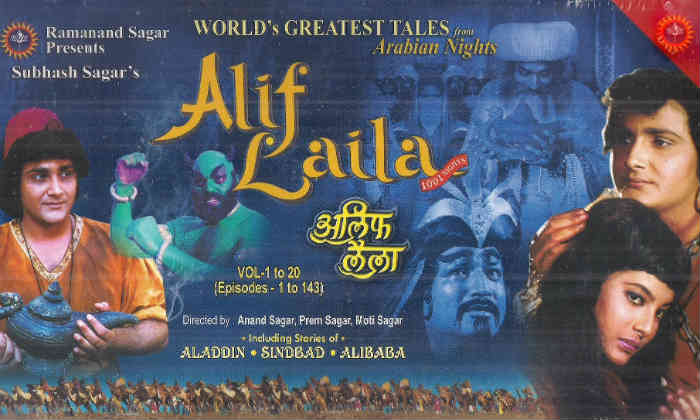 Ramanand Sagar
Presents
Subhash Sagar's
WORLD's GREATEST TALES from
Arabian Nights
Alif
Laila
1001 NIGHTS
अलिफ
लैला
VOL-1 to 20
(Episodes - 1 to 143)
Directed by : Anand Sagar, Prem Sagar, Moti Sagar
• Including Stories of •
ALADDIN • SINDBAD • ALIBABA